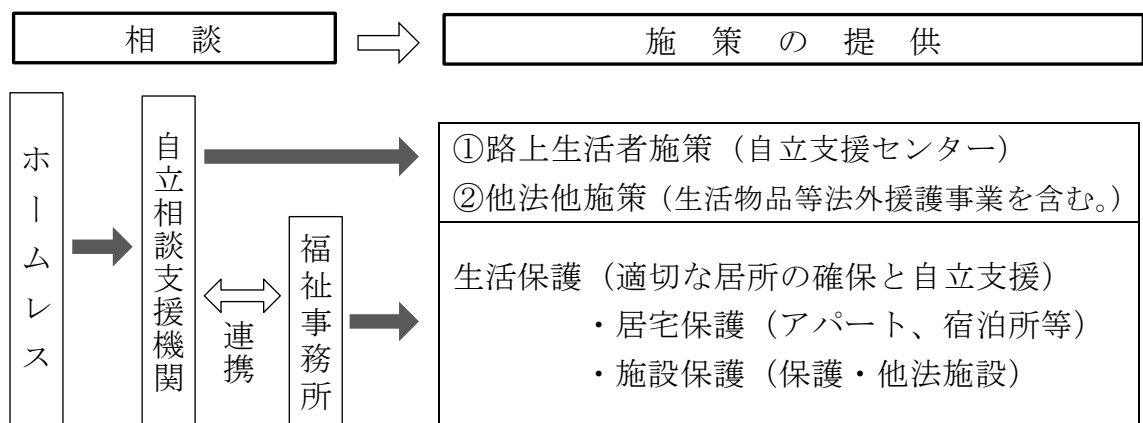 相 談
施 策 の 提 供
ホームレス
自立相談支援機関
連携
福祉事務所
①路上生活者施策（自立支援センター）
②他法他施策（生活物品等法外援護事業を含む。）
生活保護（適切な居所の確保と自立支援）
・居宅保護（アパート、宿泊所等）
・施設保護（保護・他法施設）